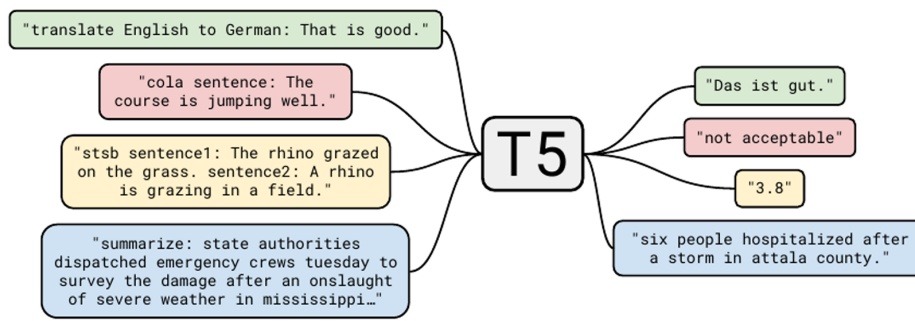 "translate English to German: That is good."
"cola sentence: The
course is jumping well."
"stsb sentence1: The rhino grazed
on the grass. sentence2: A rhino
is grazing in a field."
"summarize: state authorities
dispatched emergency crews tuesday to
survey the damage after an onslaught
of severe weather in mississippi…"
T5
"Das ist gut."
"not acceptable"
"3.8"
"six people hospitalized after
a storm in attala county."